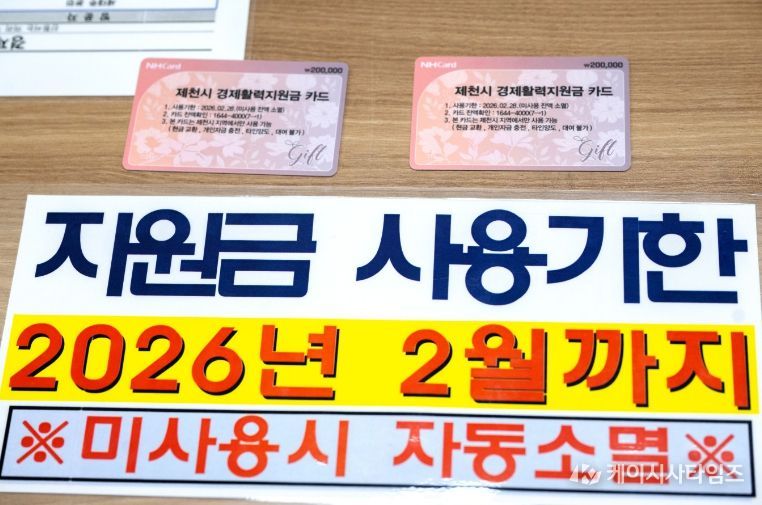 방 문 자
NHCard ₩200,000
제천시 경제활력지원금 카드
1. 사용기한 : 2026. 02. 28. (미사용 잔액 소멸)
2. 카드 잔액확인 : 1644-4000(7→1)
3. 본 카드는 제천시 지역에서만 사용 가능
( 현금 교환 , 개인자금 충전 , 타인양도 , 대여 불가 )
Gift
NHCard ₩200,000
제천시 경제활력지원금 카드
1. 사용기한 : 2026. 02. 28. (미사용 잔액 소멸)
2. 카드 잔액확인 : 1644-4000(7→1)
3. 본 카드는 제천시 지역에서만 사용 가능
( 현금 교환 , 개인자금 충전 , 타인양도 , 대여 불가 )
Gift
지원금 사용기한
2026년 2월까지
※미사용시 자동소멸※
케이시사타임즈